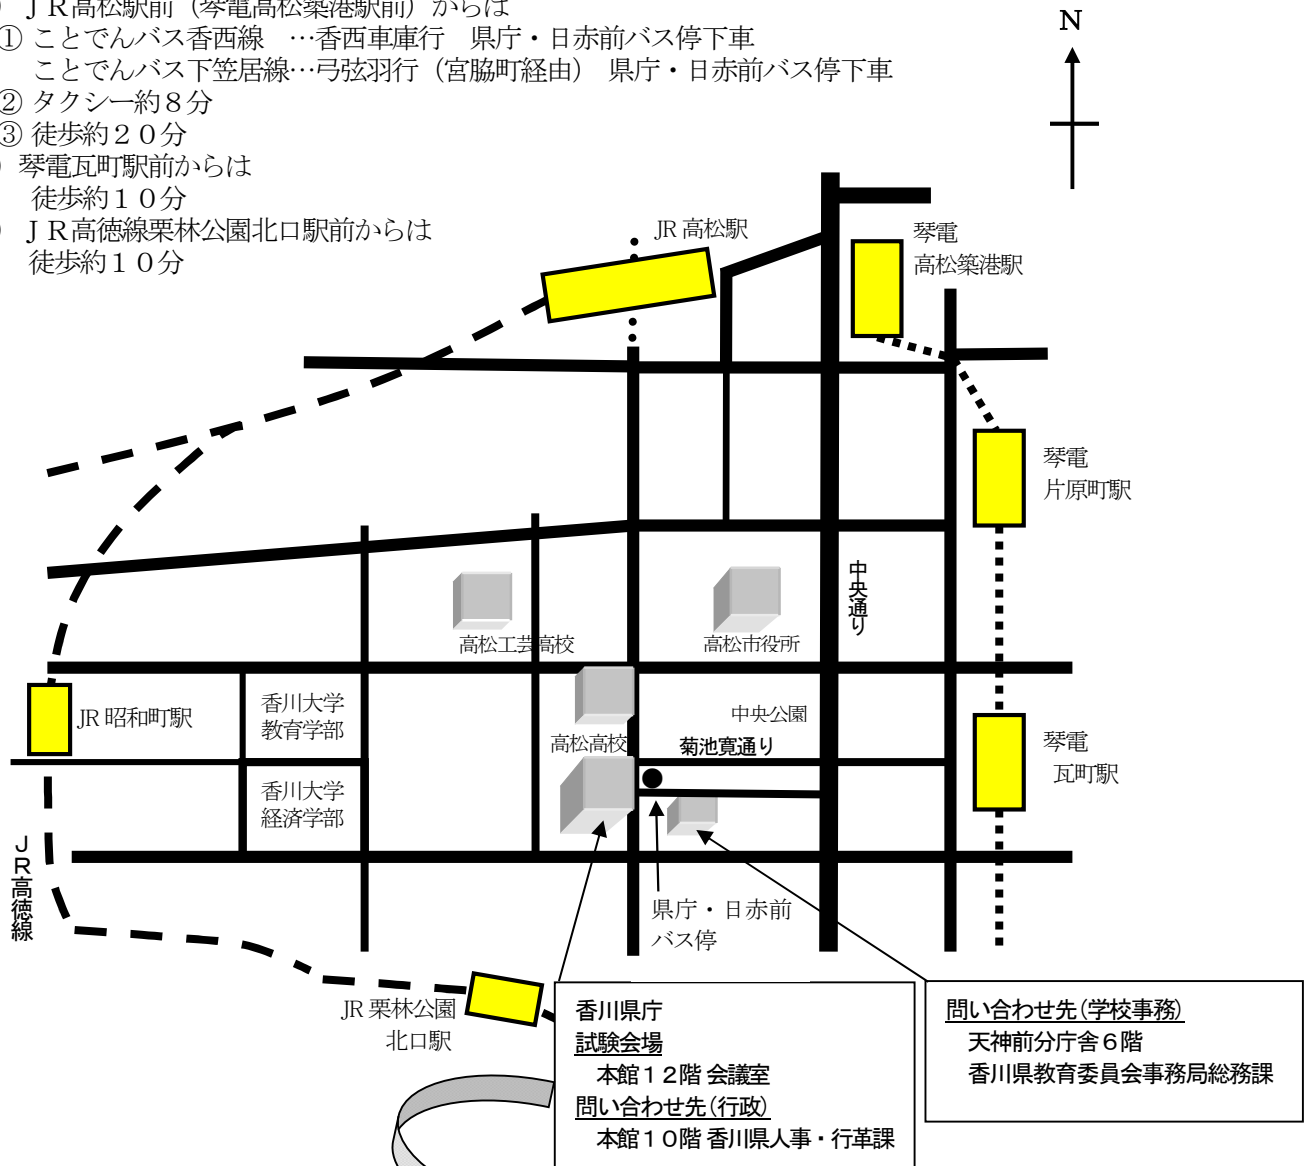 ＪＲ高松駅前（琴電高松築港駅前）からは
① ことでんバス香西線　…香西車庫行　県庁・日赤前バス停下車
ことでんバス下笠居線…弓弦羽行（宮脇町経由）　県庁・日赤前バス停下車
② タクシー約８分
③ 徒歩約２０分
琴電瓦町駅前からは
徒歩約１０分
ＪＲ高徳線栗林公園北口駅前からは
徒歩約１０分
N
JR 高松駅
琴電
高松築港駅
琴電
片原町駅
中央通り
高松工芸高校
高松市役所
JR 昭和町駅
香川大学
教育学部
中央公園
高松高校
菊池寛通り
琴電
瓦町駅
香川大学
経済学部
ＪＲ高徳線
県庁・日赤前
バス停
JR 栗林公園
北口駅
香川県庁
試験会場
本館１２階 会議室
問い合わせ先（行政）
本館１０階 香川県人事・行革課
問い合わせ先（学校事務）
天神前分庁舎６階
香川県教育委員会事務局総務課